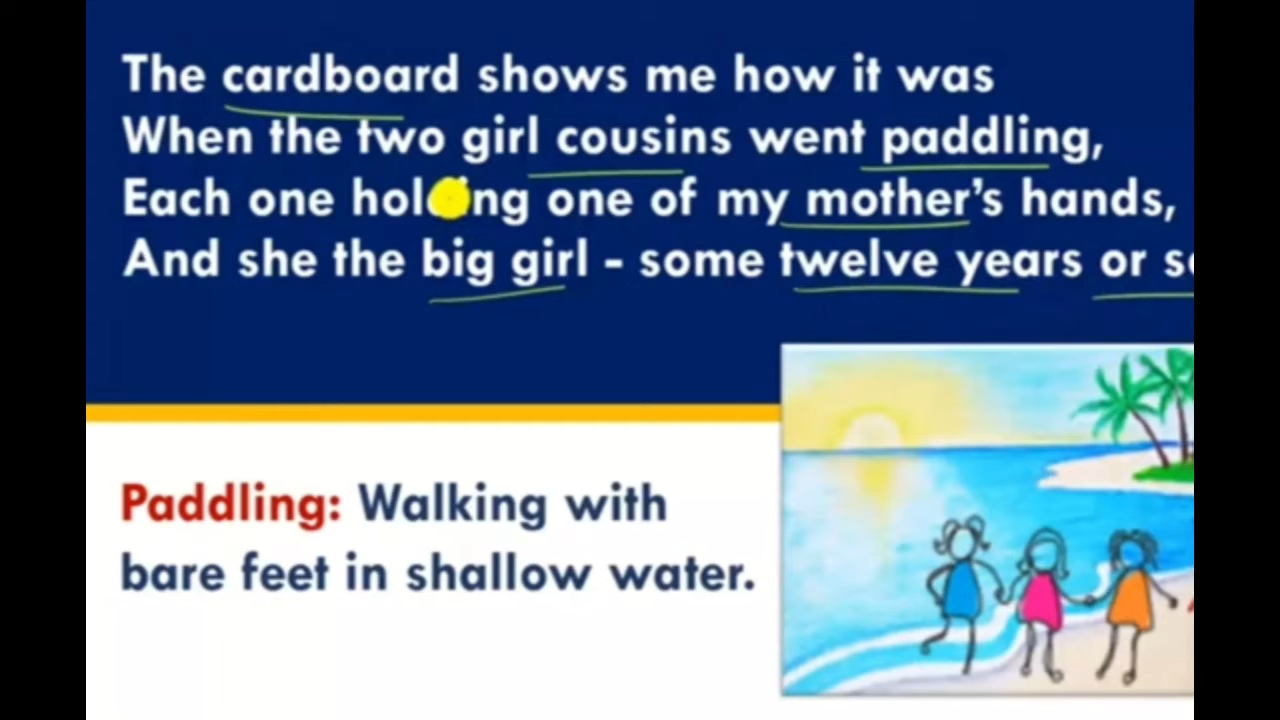 The cardboard shows me how it was
When the two girl cousins went paddling,
Each one holding one of my mother's hands,
And she the big girl - some twelve years or
Paddling: Walking with
bare feet in shallow water.